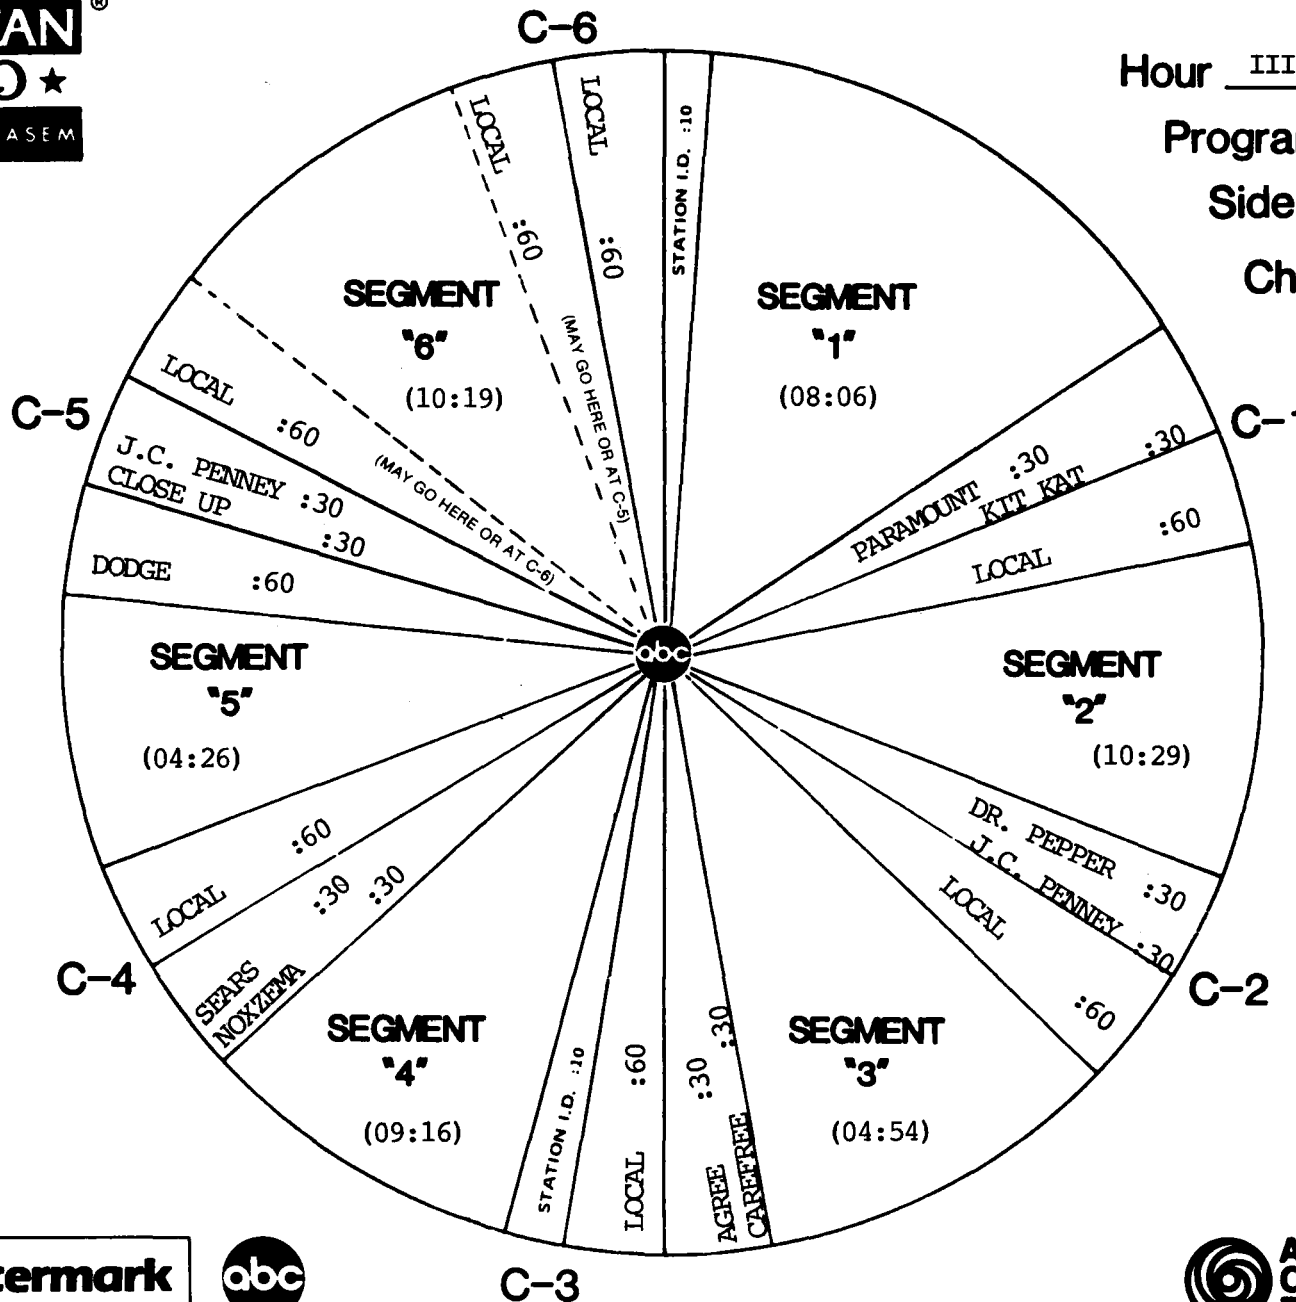 C-6
Hour III
Side
ASEM
STATION I.D. :10
SEGMENT
"1"
(08:06)
PARAMOUNT :30
KIT KAT :30
LOCAL :60
SEGMENT
"2"
(10:29)
DR. PEPPER :30
J.C. PENNEY :30
C-2
LOCAL :60
SEGMENT
"3"
(04:54)
CAREFREE :30
AGREE :30
C-3
LOCAL :60
STATION I.D. :10
SEGMENT
"4"
(09:16)
NOXZEMA :30
SEARS :30
C-4
LOCAL :60
SEGMENT
"5"
(04:26)
DODGE :60
CLOSE UP :30
J.C. PENNEY :30
C-5
LOCAL :60
(MAY GO HERE OR AT C-6)
SEGMENT
"6"
(10:19)
LOCAL :60
(MAY GO HERE OR AT C-5)
LOCAL :60
abc
abc